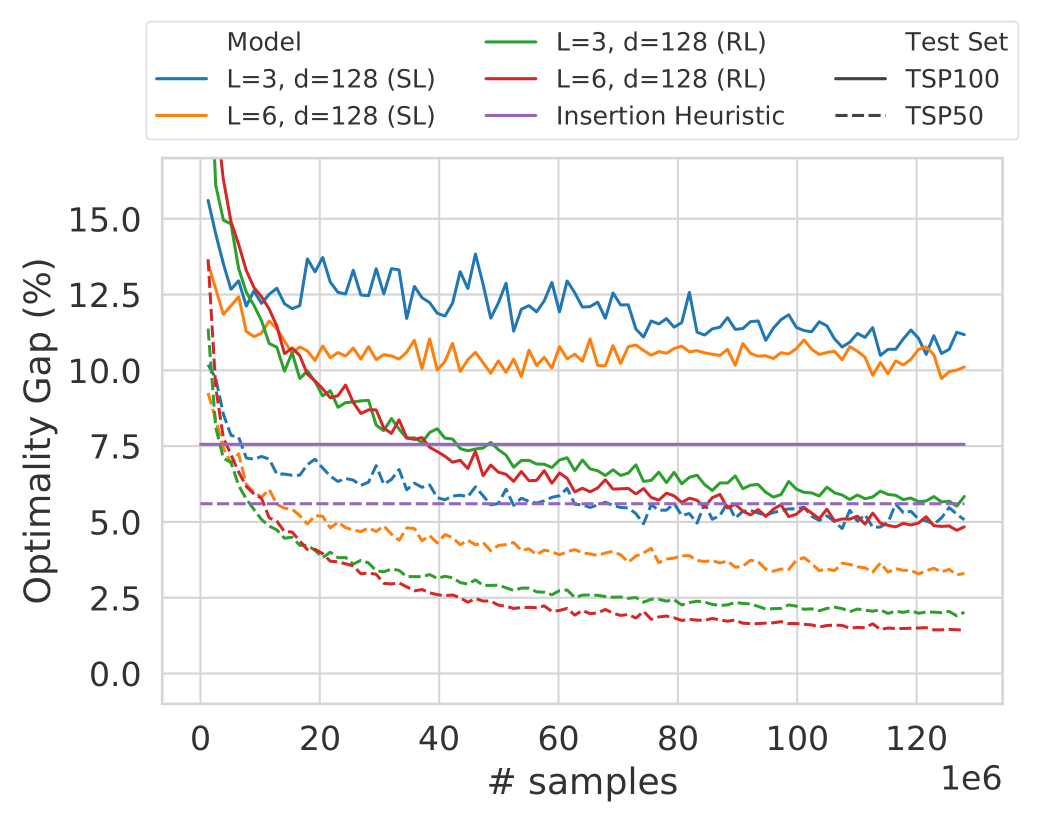 Model
L=3, d=128 (SL)
L=6, d=128 (SL)
L=3, d=128 (RL)
L=6, d=128 (RL)
Insertion Heuristic
Test Set
TSP100
TSP50
Optimality Gap (%)
15.0
12.5
10.0
7.5
5.0
2.5
0.0
0 20 40 60 80 100 120
1e6
# samples